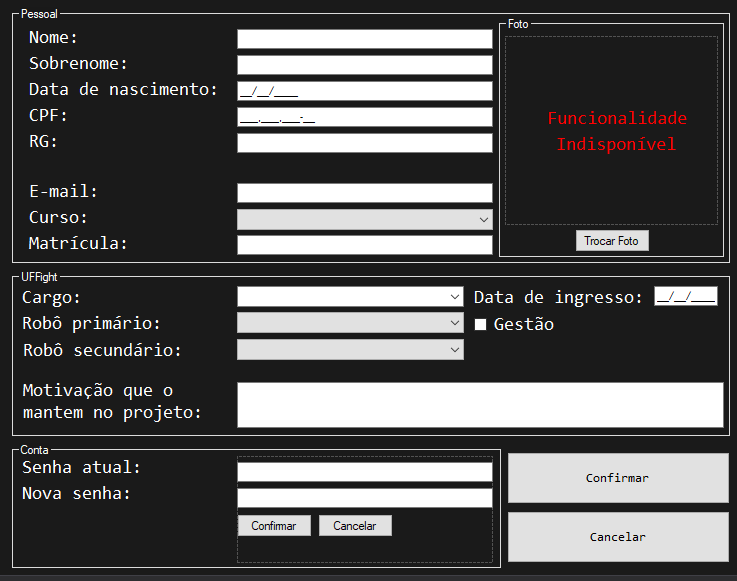 Pessoal
Nome:
Sobrenome:
Data de nascimento: __/__/____
CPF: ___.___.___-__
RG:
E-mail:
Curso:
Matrícula:
Foto
Funcionalidade
Indisponível
Trocar Foto
UFFight
Cargo:
Data de ingresso: __/__/____
Robô primário:
Gestão
Robô secundário:
Motivação que o
mantem no projeto:
Conta
Senha atual:
Nova senha:
Confirmar Cancelar
Confirmar
Cancelar